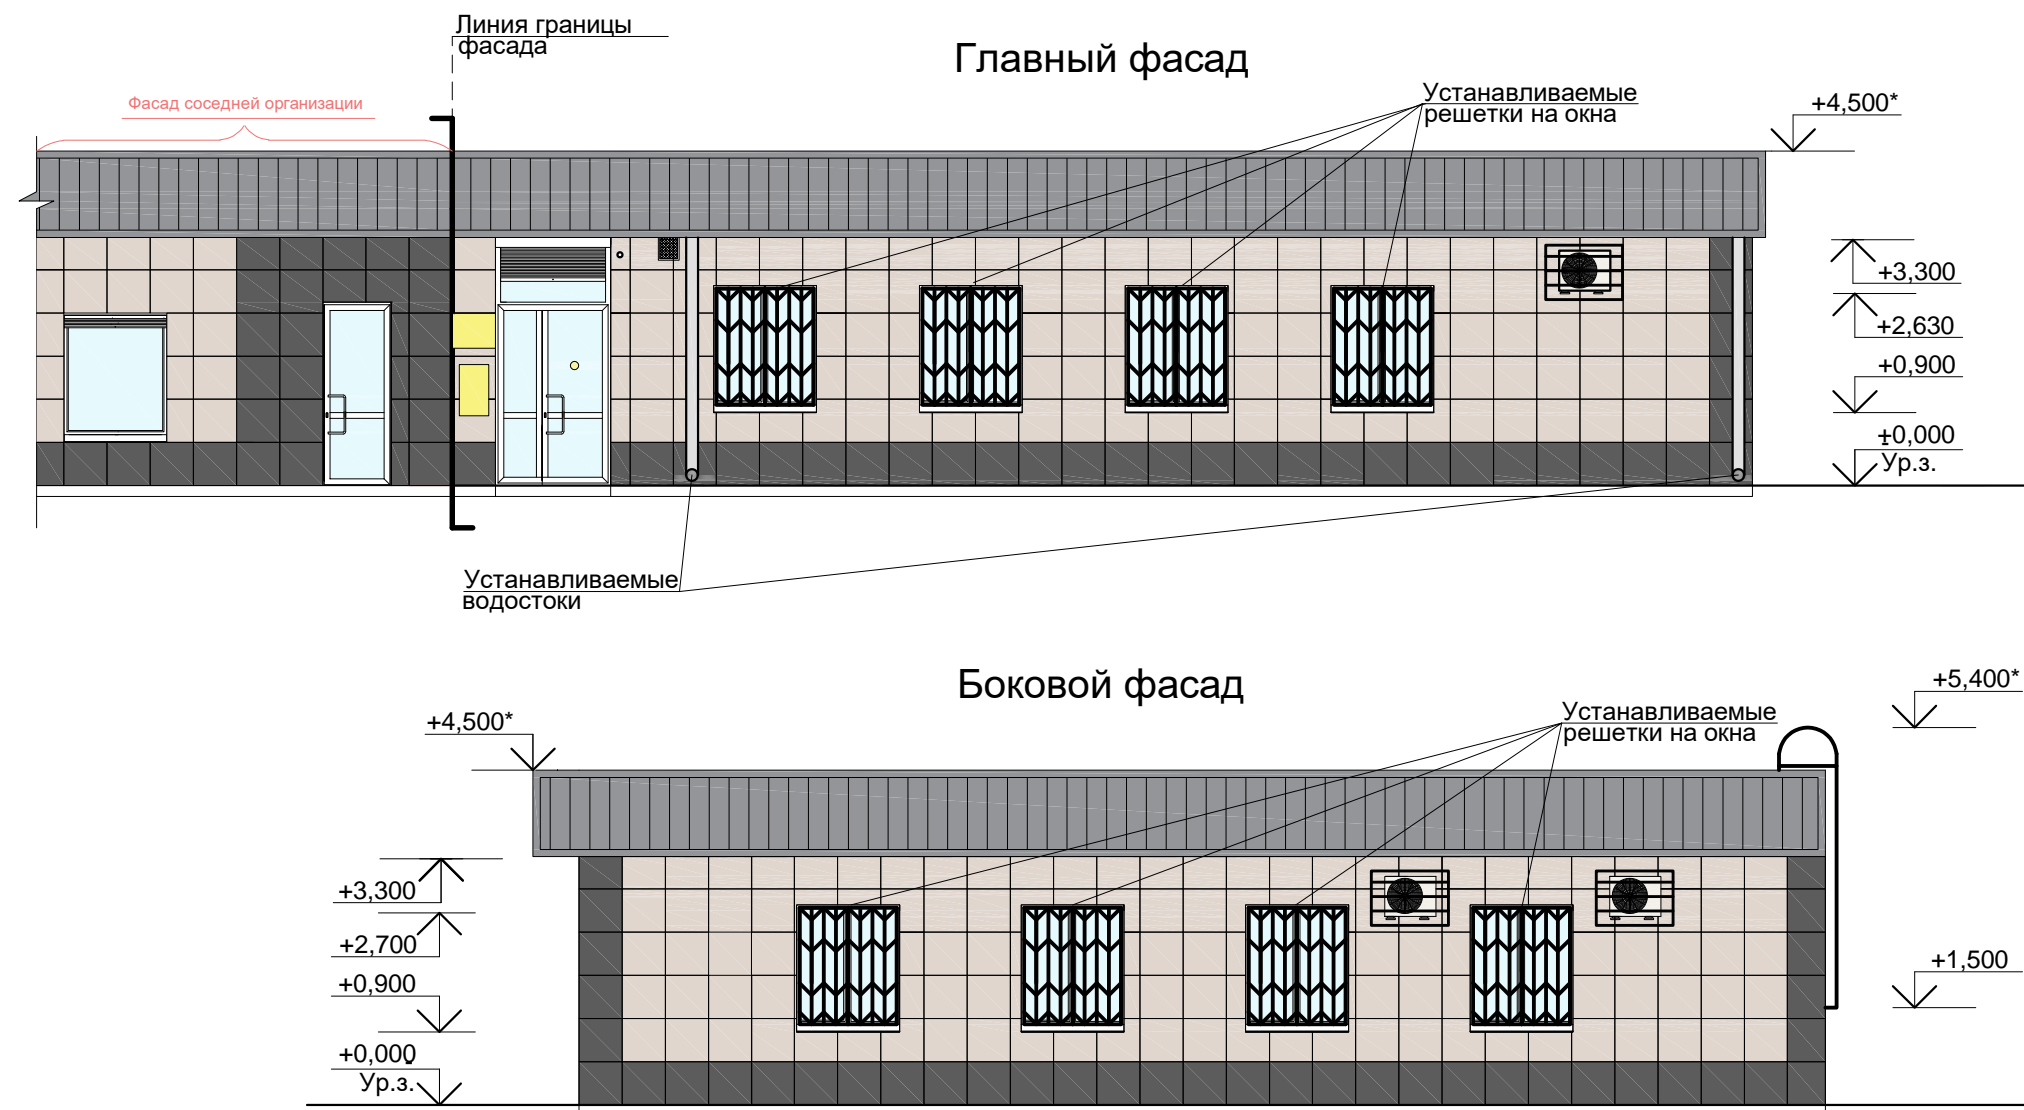 Линия границы
фасада
Главный фасад
Фасад соседней организации
Устанавливаемые
решетки на окна
+4,500*
+3,300
+2,630
+0,900
±0,000
Ур.з.
Устанавливаемые
водостоки
Боковой фасад
+5,400*
Устанавливаемые
решетки на окна
+4,500*
+3,300
+2,700
+0,900
+1,500
+0,000
Ур.з.